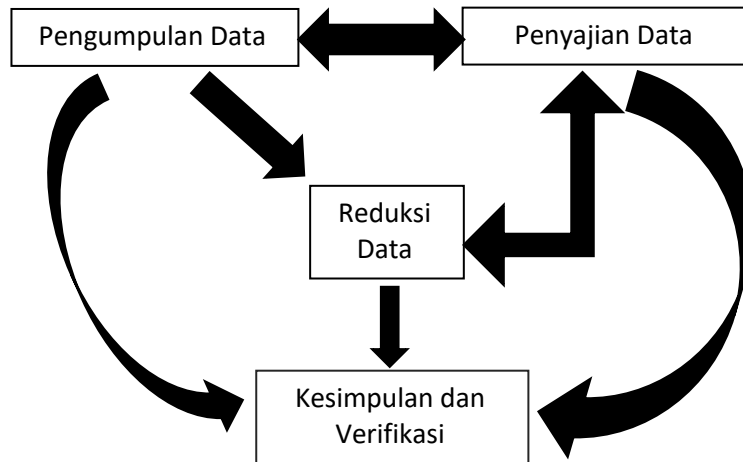 Pengumpulan Data
Penyajian Data
Reduksi
Data
Kesimpulan dan
Verifikasi